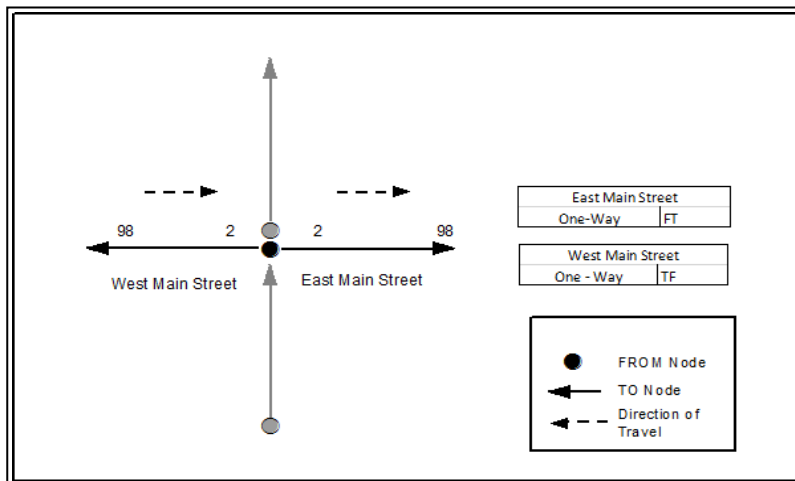 East Main Street
One-Way FT
98 2 2 98
West Main Street
One - Way TF
West Main Street East Main Street
FROM Node
TO Node
Direction of
Travel